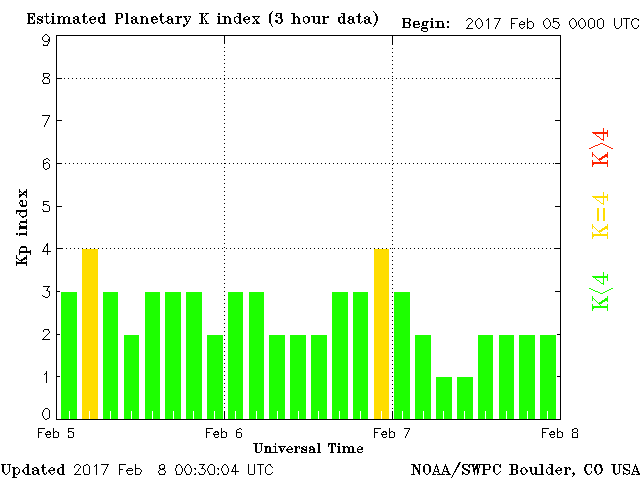 Estimated Planetary K index (3 hour data) Begin: 2017 Feb 05 0000 UTC
9
8
7
6
5
4
3
2
1
0
Kp index
K>4
K=4
K<4
Feb 5 Feb 6 Feb 7 Feb 8
Universal Time
Updated 2017 Feb 8 00:30:04 UTC NOAA/SWPC Boulder, CO USA